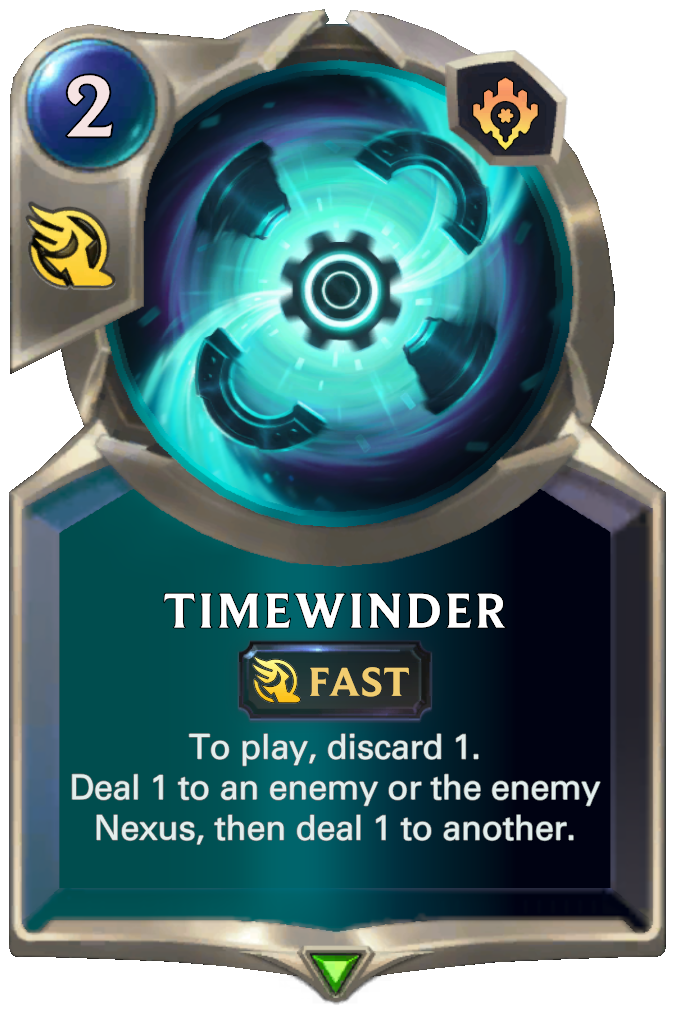 2
TIMEWINDER
FAST
To play, discard 1.
Deal 1 to an enemy or the enemy
Nexus, then deal 1 to another.